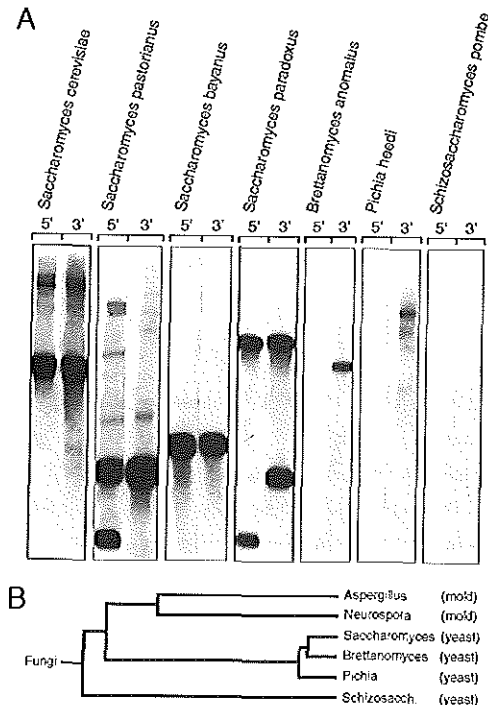 A
Saccharomyces cerevisiae
Saccharomyces pastorianus
Saccharomyces bayanus
Saccharomyces paradoxus
Brettanomyces anomalus
Pichia heedi
Schizosaccharomyces pombe
5' 3' 5' 3' 5' 3' 5' 3' 5' 3' 5' 3' 5' 3'
B
Aspergillus (mold)
Neurospora (mold)
Saccharomyces (yeast)
Fungi
Brettanomyces (yeast)
Pichia (yeast)
Schizosacch. (yeast)